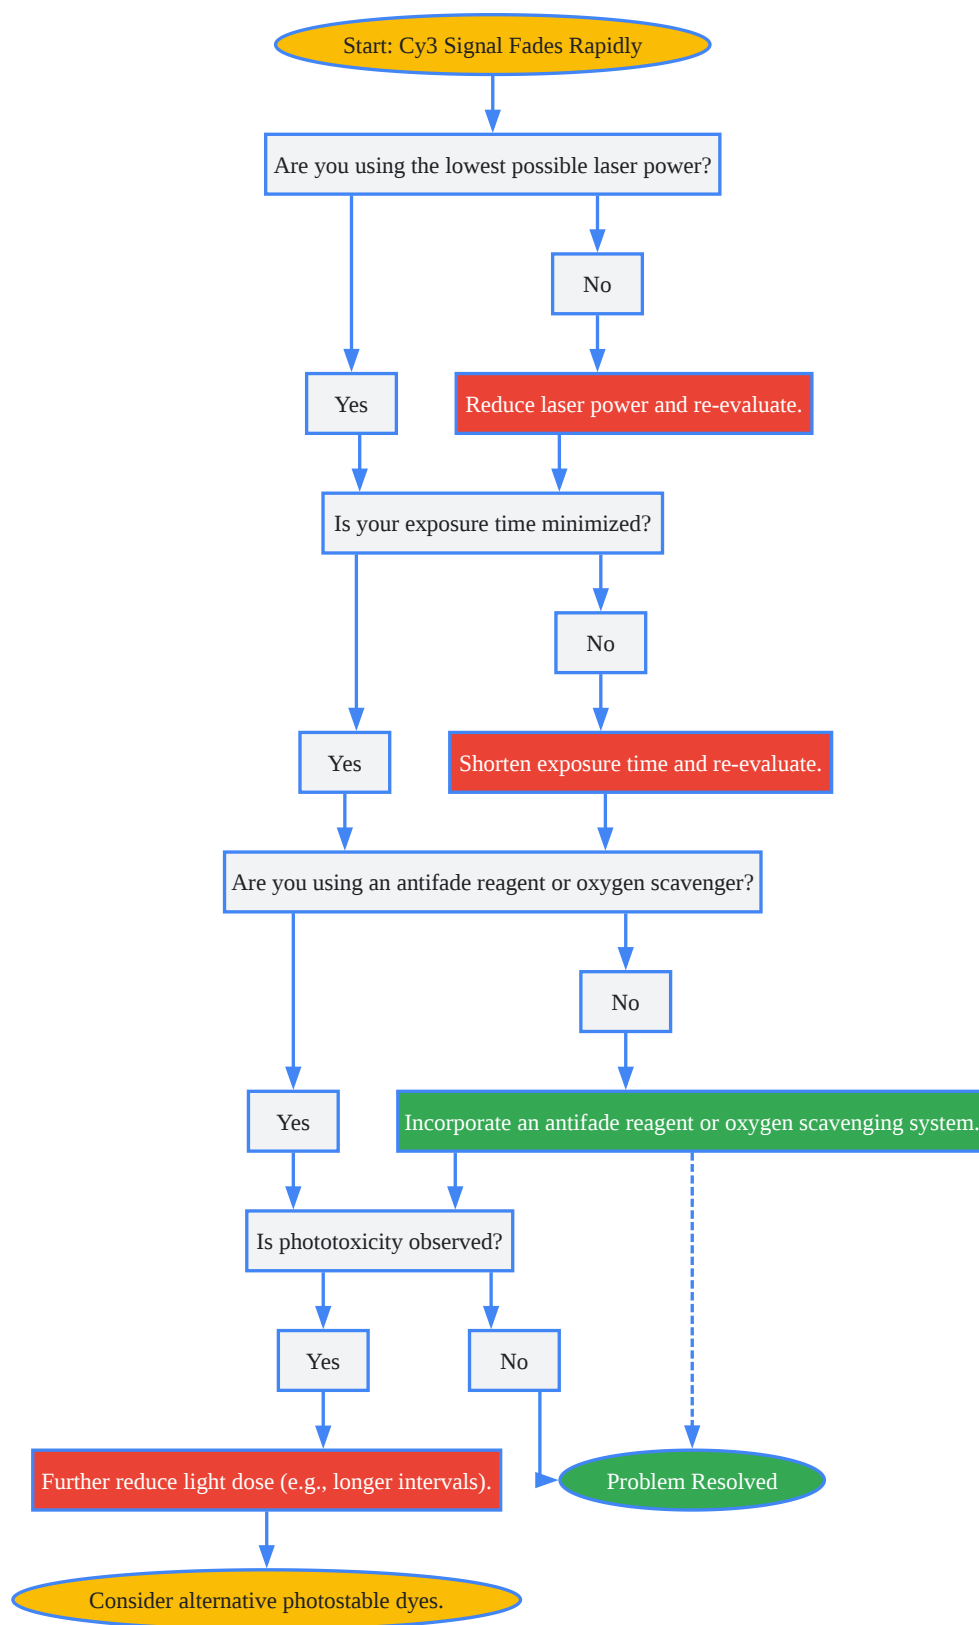 Start: Cy3 Signal Fades Rapidly
Are you using the lowest possible laser power?
No
Yes
Reduce laser power and re-evaluate.
Is your exposure time minimized?
No
Yes
Shorten exposure time and re-evaluate.
Are you using an antifade reagent or oxygen scavenger?
No
Yes
Incorporate an antifade reagent or oxygen scavenging system.
Is phototoxicity observed?
Yes
No
Further reduce light dose (e.g., longer intervals).
Problem Resolved
Consider alternative photostable dyes.